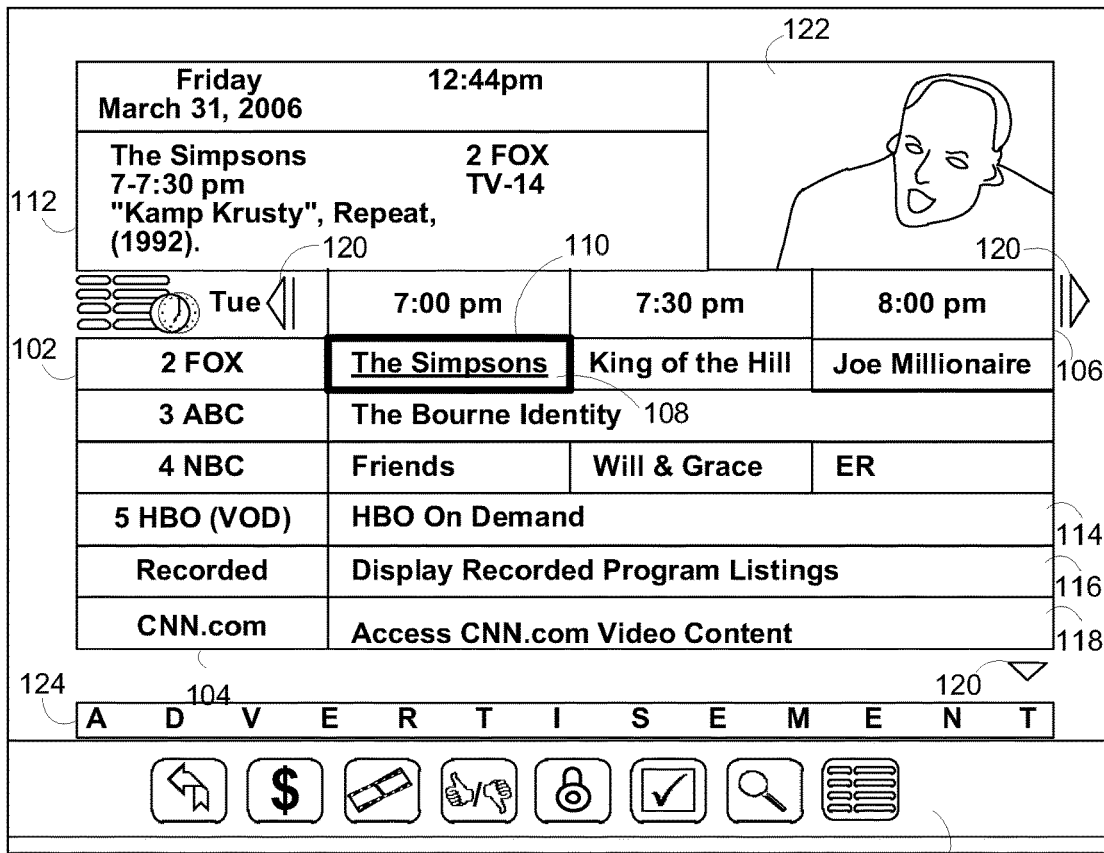 122
Friday 12:44pm
March 31, 2006
The Simpsons 2 FOX
7-7:30 pm TV-14
"Kamp Krusty", Repeat,
(1992).
112
120 110 120
Tue 7:00 pm 7:30 pm 8:00 pm
102 2 FOX The Simpsons King of the Hill Joe Millionaire 106
3 ABC The Bourne Identity 108
4 NBC Friends Will & Grace ER
5 HBO (VOD) HBO On Demand 114
Recorded Display Recorded Program Listings 116
CNN.com Access CNN.com Video Content 118
124 104 120
A D V E R T I S E M E N T
$